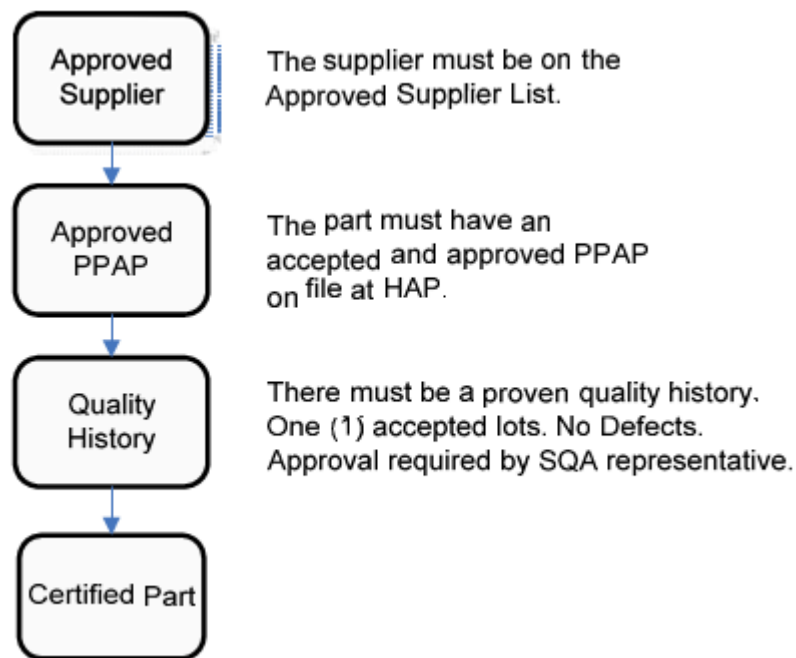 Approved
Supplier
The supplier must be on the
Approved Supplier List.
Approved
PPAP
The part must have an
accepted and approved PPAP
on file at HAP.
Quality
History
There must be a proven quality history.
One (1) accepted lots. No Defects.
Approval required by SQA representative.
Certified Part